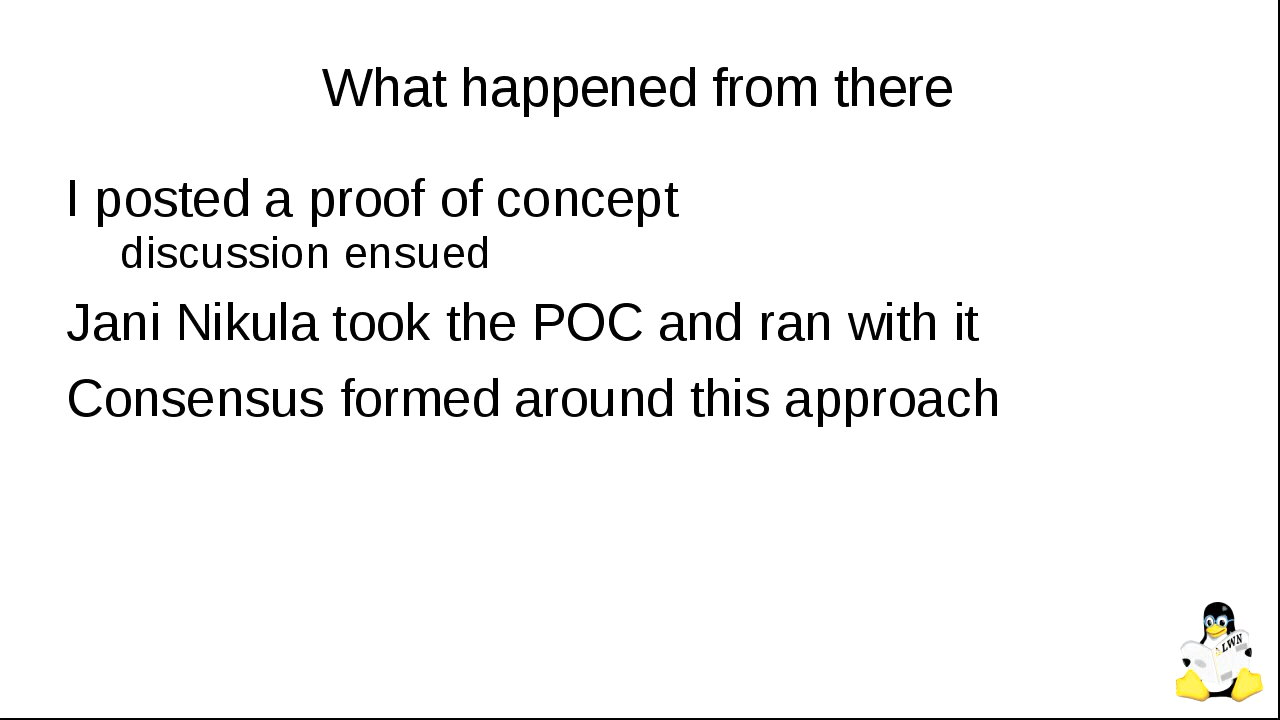 What happened from there
I posted a proof of concept
discussion ensued
Jani Nikula took the POC and ran with it
Consensus formed around this approach
LWN